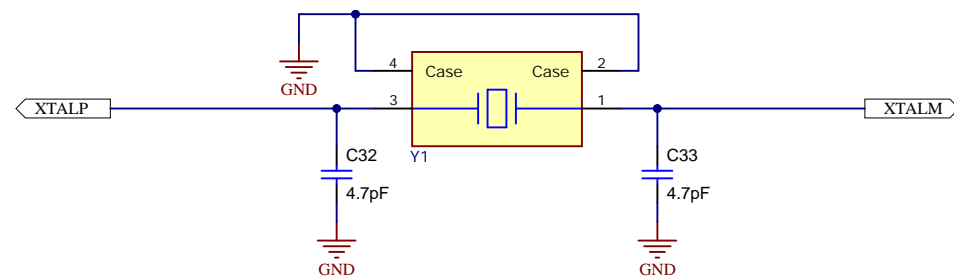 4
Case
Case
2
GND
XTALP
3
1
XTALM
Y1
C32
4.7pF
C33
4.7pF
GND
GND